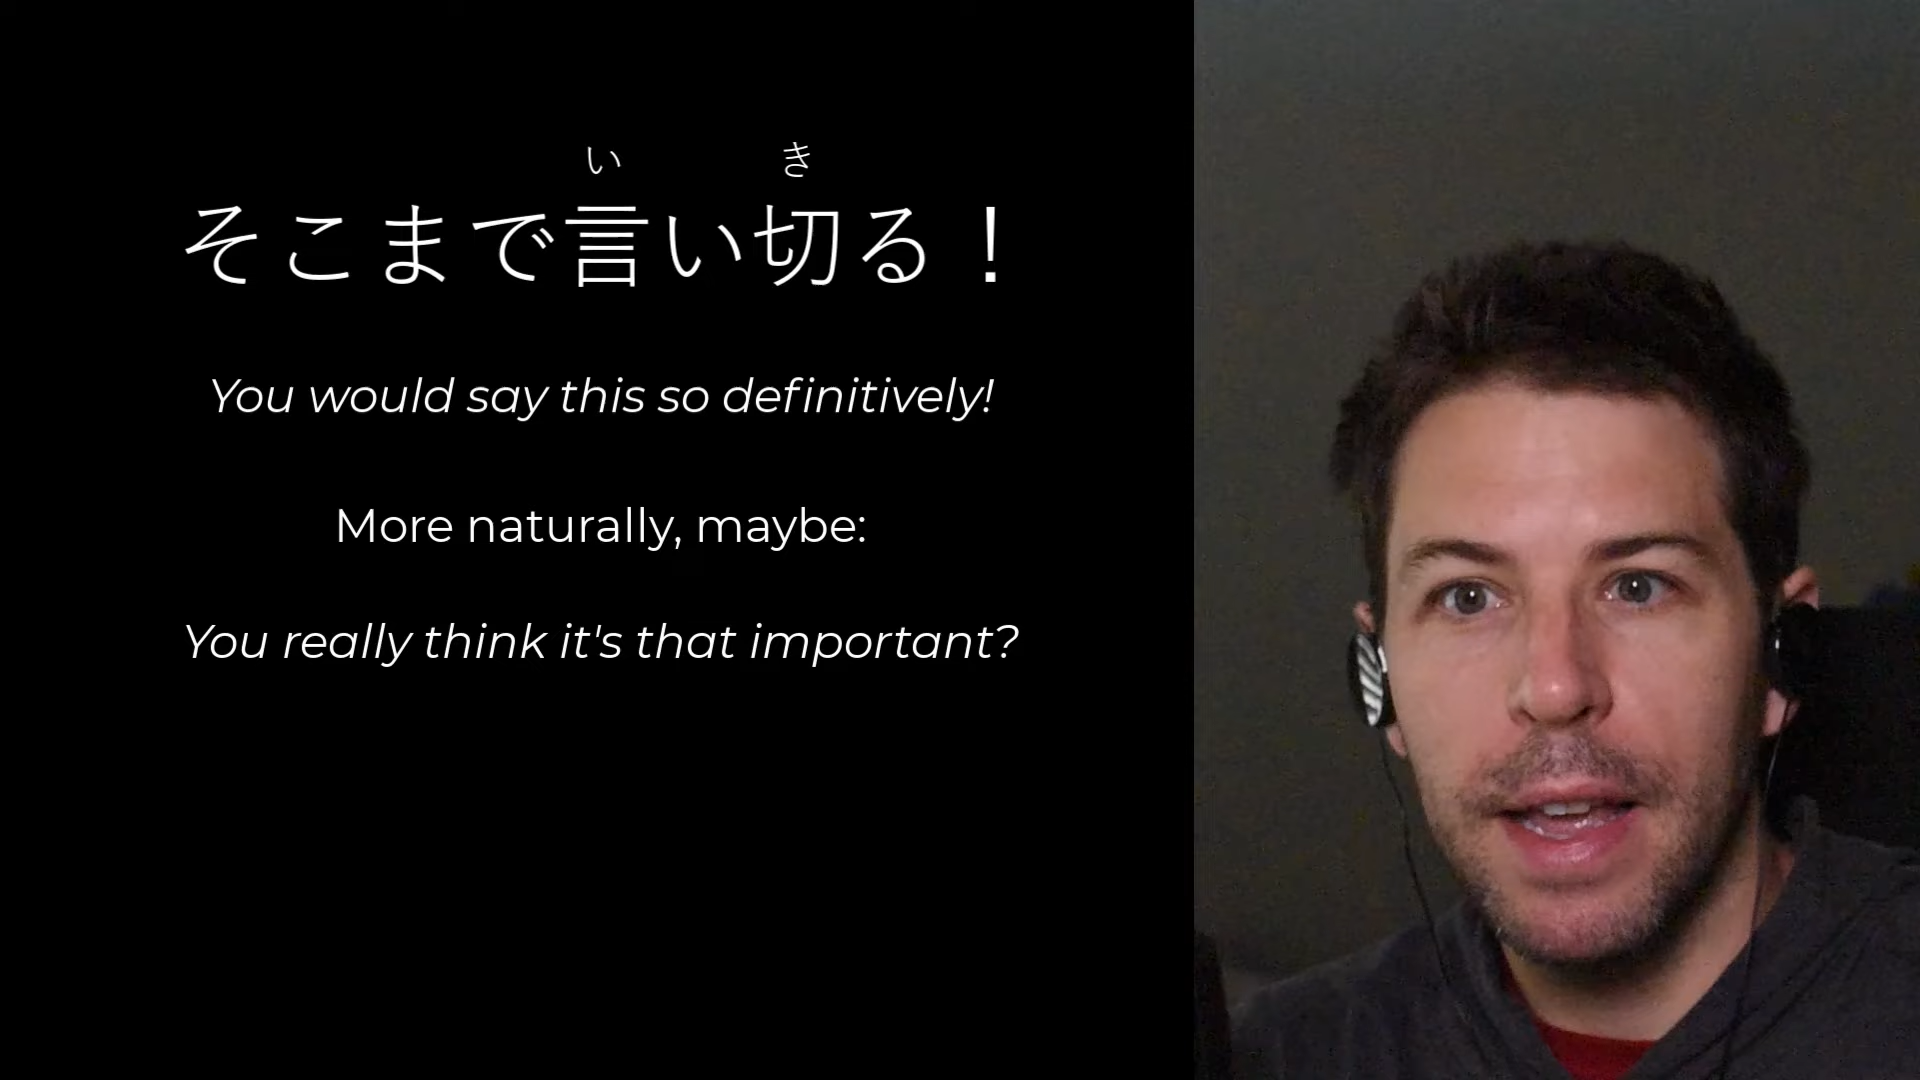 い き
そこまで言い切る！
You would say this so definitively!
More naturally, maybe:
You really think it's that important?